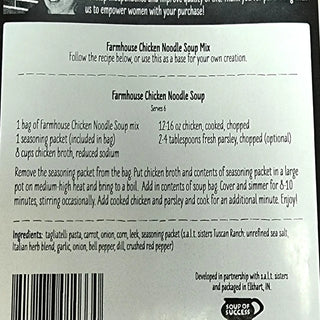 us to empower women with your purchase!
Farmhouse Chicken Noodle Soup Mix
Follow the recipe below, or use this as a base for your own creation.
Farmhouse Chicken Noodle Soup
Serves 6
1 bag of Farmhouse Chicken Noodle Soup mix
1 seasoning packet (included in bag)
8 cups chicken broth, reduced sodium
12-16 oz chicken, cooked, chopped
2-4 tablespoons fresh parsley, chopped (optional)
Remove the seasoning packet from the bag. Put chicken broth and contents of seasoning packet in a large
pot on medium-high heat and bring to a boil. Add in contents of soup bag. Cover and simmer for 8-10
minutes, stirring occasionally. Add cooked chicken and parsley and cook for an additional minute. Enjoy!
Ingredients: tagliatelli pasta, carrot, onion, corn, leek, seasoning packet (s.a.l.t. sisters Tuscan Ranch: unrefined sea salt,
Italian herb blend, garlic, onion, bell pepper, dill, crushed red pepper)
Developed in partnership with s.a.l.t. sisters
and packaged in Elkhart, IN.
SOUP OF
SUCCESS